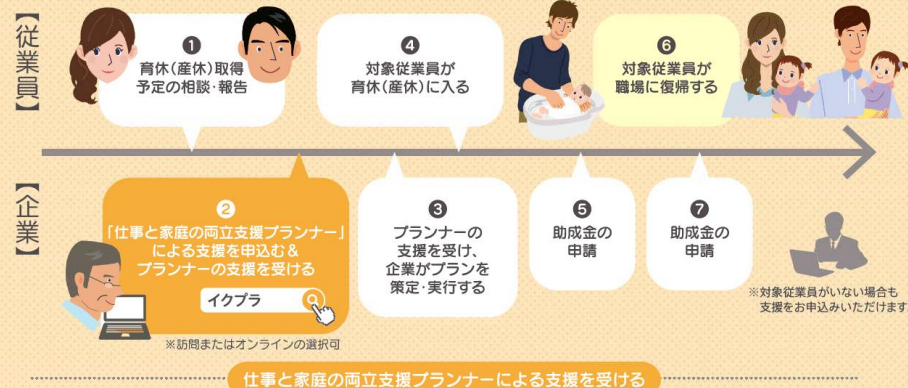 【従業員】
❶
育休(産休)取得
予定の相談・報告
❹
対象従業員が
育休(産休)に入る
❻
対象従業員が
職場に復帰する
【企業】
❷
「仕事と家庭の両立支援プランナー」
による支援を申込む&
プランナーの支援を受ける
イクプラ
※訪問またはオンラインの選択可
❸
プランナーの
支援を受け、
企業がプランを
策定・実行する
❺
助成金の
申請
❼
助成金の
申請
※対象従業員がいない場合も
支援をお申込みいただけます
仕事と家庭の両立支援プランナーによる支援を受ける